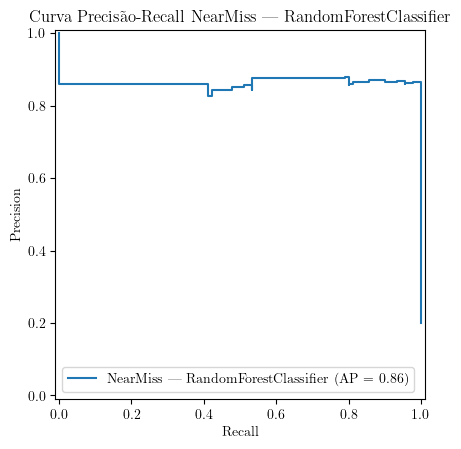 Curva Precisão-Recall NearMiss — RandomForestClassifier
1.0
0.8
0.6
0.4
0.2
0.0
Precision
NearMiss — RandomForestClassifier (AP = 0.86)
0.0 0.2 0.4 0.6 0.8 1.0
Recall